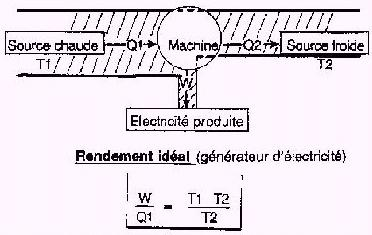 Source chaude Q1 Machine Q2 Source froide
T1 T2
W
Electricité produite
Rendement idéal (générateur d'électricité)
W T1 T2
=
Q1 T2